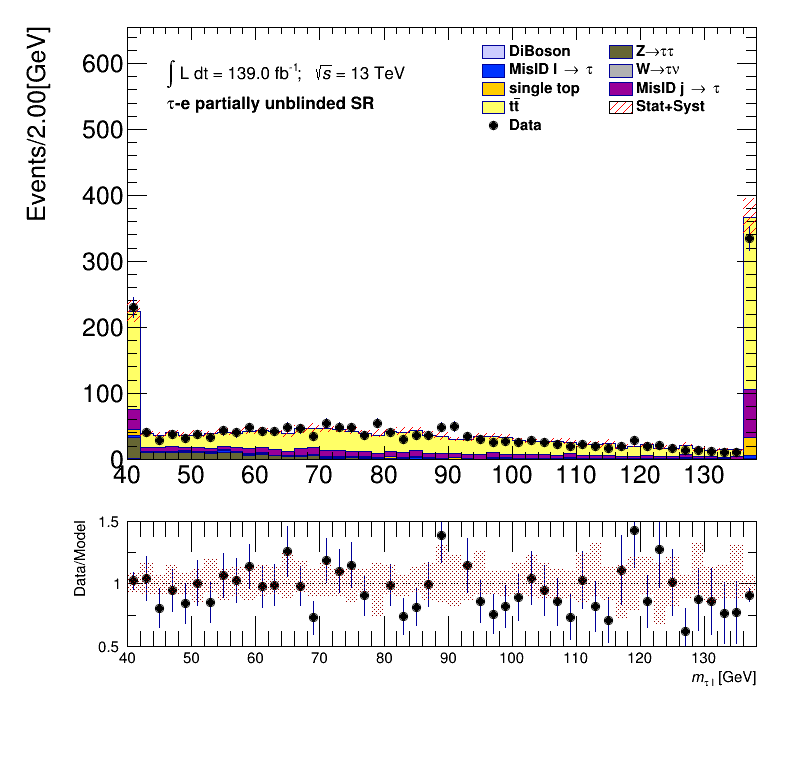 Events/2.00[GeV]
600
500
400
300
200
100
0
∫ L dt = 139.0 fb⁻¹; √s = 13 TeV
τ-e partially unblinded SR
DiBoson
Z→ττ
MisID l → τ
W→τν
single top
MisID j → τ
tt̄
Stat+Syst
Data
40 50 60 70 80 90 100 110 120 130
Data/Model
1.5
1
0.5
40 50 60 70 80 90 100 110 120 130
m_τ l [GeV]